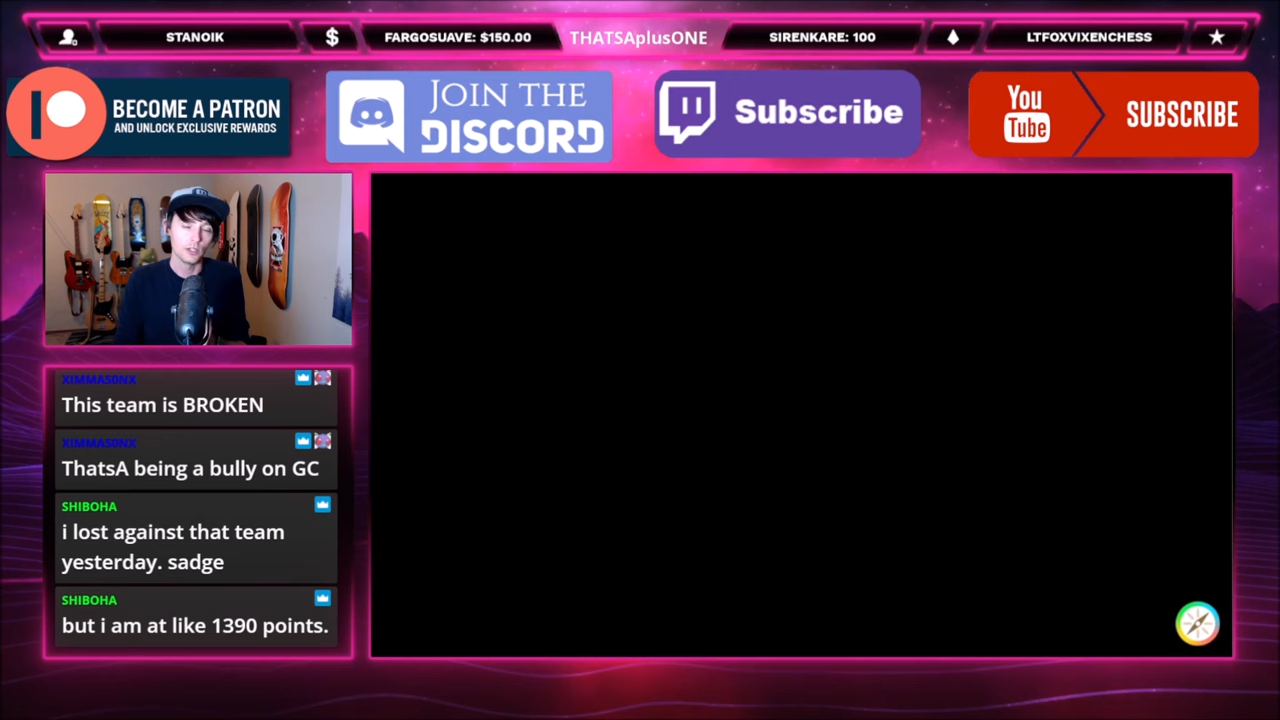 STANOIK
$
FARGOSUAVE: $150.00
THATSAplusONE
SIRENKARE: 100
LTFOXVIXENCHESS
BECOME A PATRON
AND UNLOCK EXCLUSIVE REWARDS
JOIN THE
DISCORD
Subscribe
You
Tube
SUBSCRIBE
XIMMAS0NX
This team is BROKEN
XIMMAS0NX
ThatsA being a bully on GC
SHIBOHA
i lost against that team
yesterday. sadge
SHIBOHA
but i am at like 1390 points.